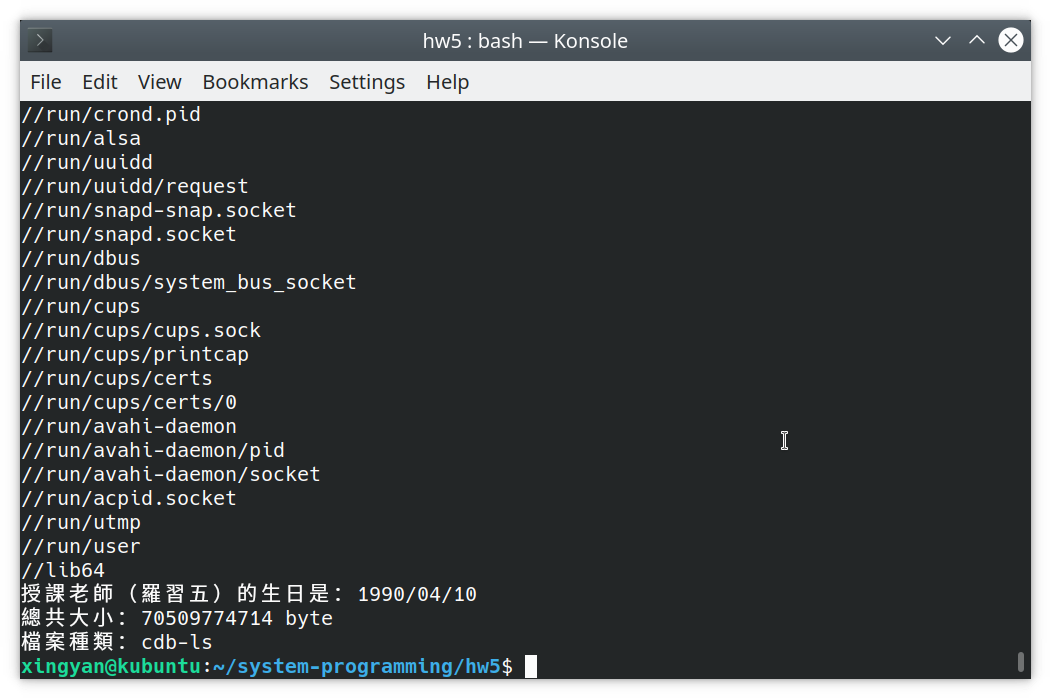 hw5 : bash — Konsole
File Edit View Bookmarks Settings Help
//run/crond.pid
//run/alsa
//run/uuidd
//run/uuidd/request
//run/snapd-snap.socket
//run/snapd.socket
//run/dbus
//run/dbus/system_bus_socket
//run/cups
//run/cups/cups.sock
//run/cups/printcap
//run/cups/certs
//run/cups/certs/0
//run/avahi-daemon
//run/avahi-daemon/pid
//run/avahi-daemon/socket
//run/acpid.socket
//run/utmp
//run/user
//lib64
授課老師（羅習五）的生日是：1990/04/10
總共大小：70509774714 byte
檔案種類：cdb-ls
xingyan@kubuntu:~/system-programming/hw5$